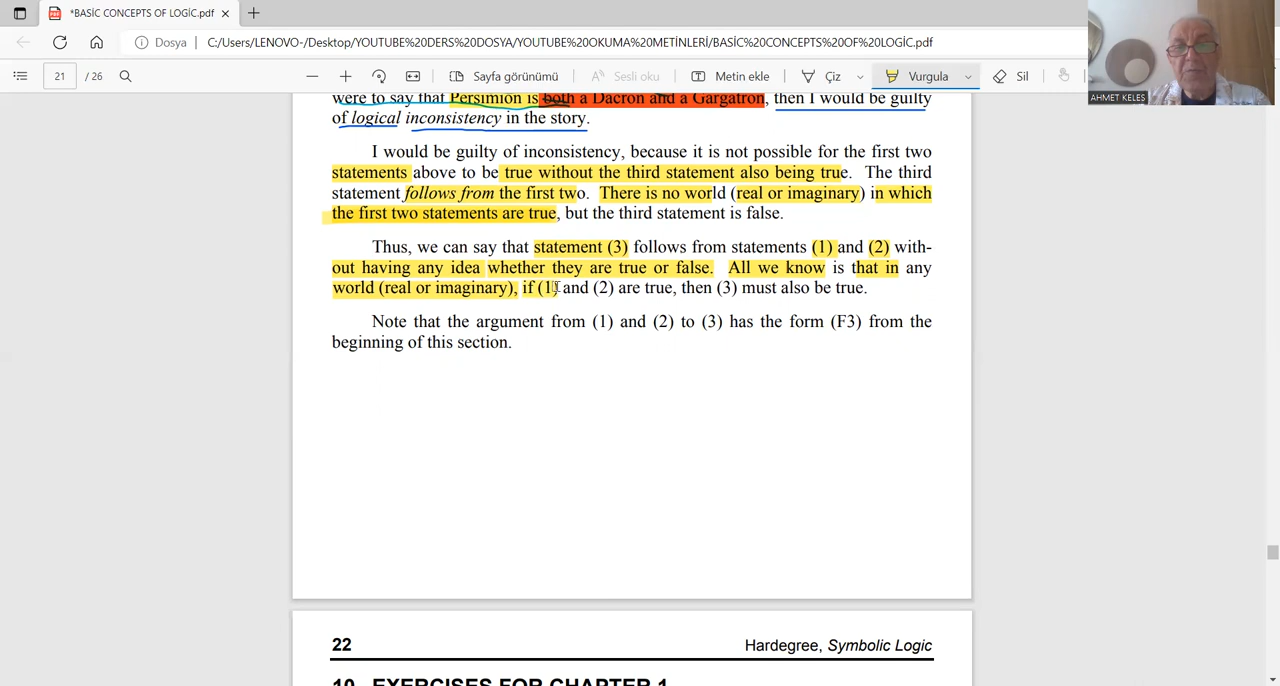 *BASİC CONCEPTS OF LOGİC.pdf
Dosya C:/Users/LENOVO-/Desktop/YOUTUBE%20DERS%20DOSYA/YOUTUBE%20OKUMA%20METİNLERİ/BASİC%20CONCEPTS%20OF%20LOGİC.pdf
21 / 26 Sayfa görünümü Sesli oku Metin ekle Çiz Vurgula Sil
AHMET KELES
were to say that Persimion is both a Dacron and a Gargatron, then I would be guilty
of logical inconsistency in the story.
I would be guilty of inconsistency, because it is not possible for the first two
statements above to be true without the third statement also being true. The third
statement follows from the first two. There is no world (real or imaginary) in which
the first two statements are true, but the third statement is false.
Thus, we can say that statement (3) follows from statements (1) and (2) with-
out having any idea whether they are true or false. All we know is that in any
world (real or imaginary), if (1) and (2) are true, then (3) must also be true.
Note that the argument from (1) and (2) to (3) has the form (F3) from the
beginning of this section.
22 Hardegree, Symbolic Logic
10. EXERCISES FOR CHAPTER 1